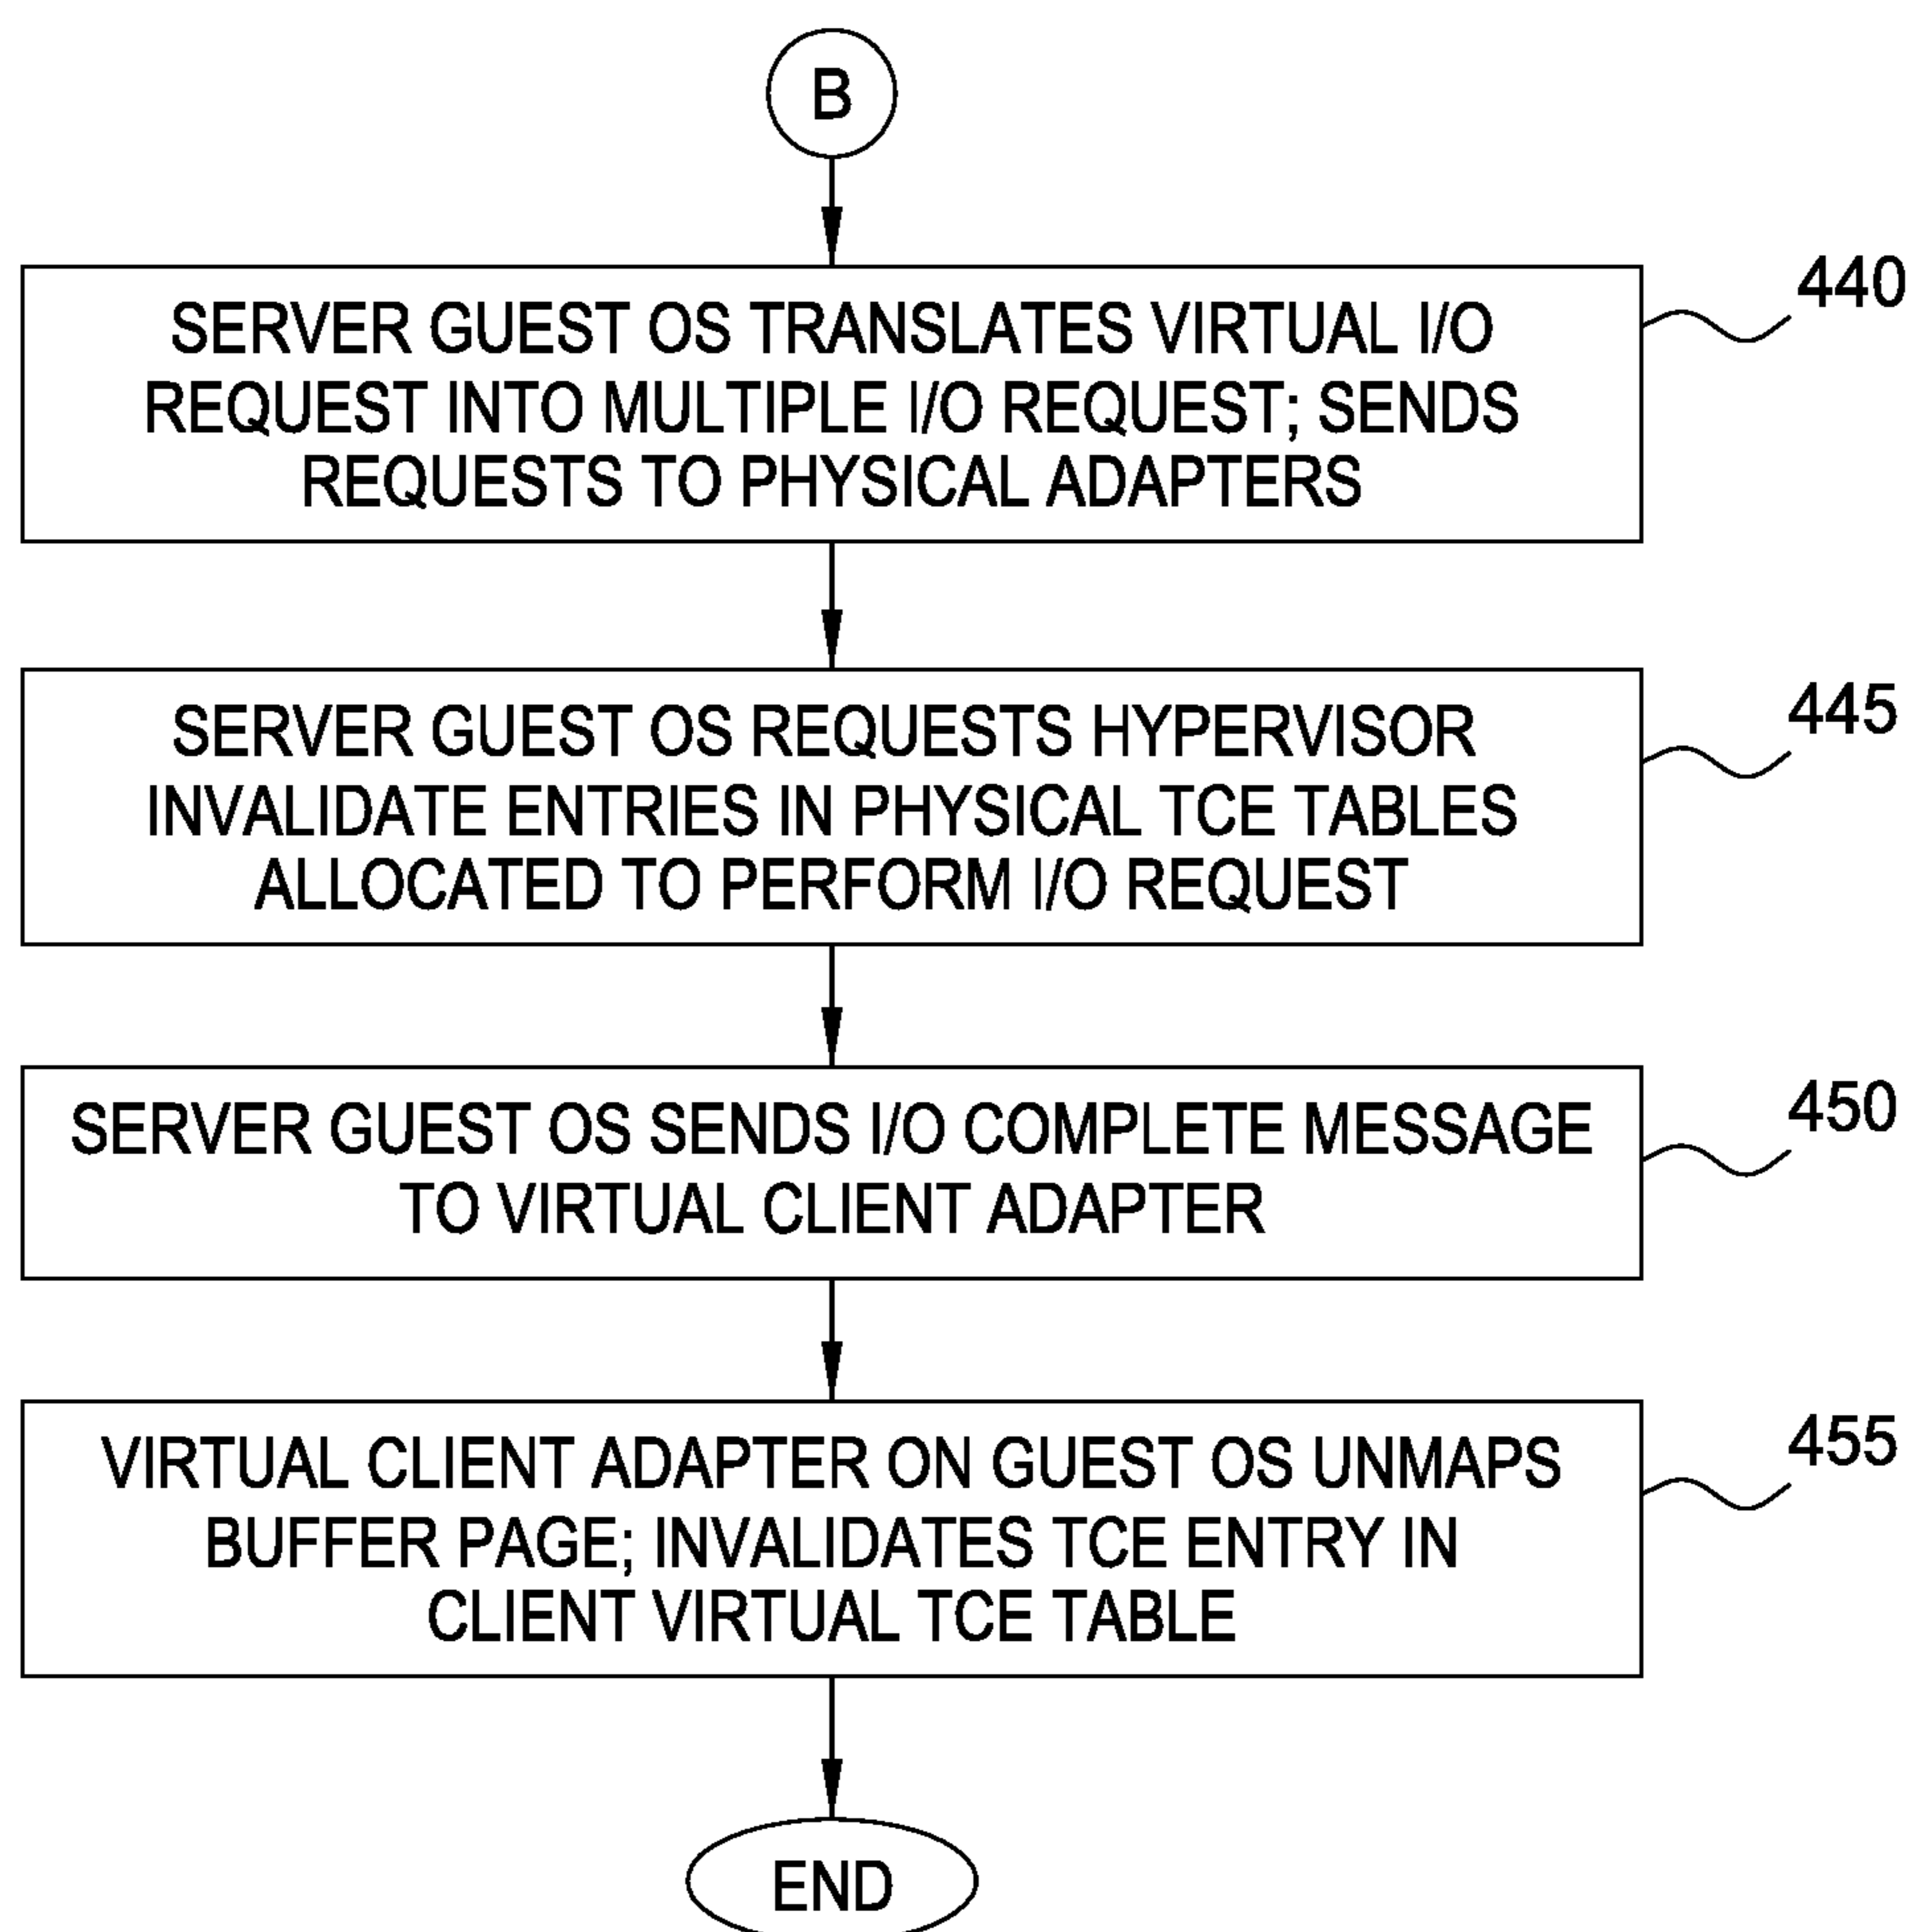 B
440
SERVER GUEST OS TRANSLATES VIRTUAL I/O
REQUEST INTO MULTIPLE I/O REQUEST; SENDS
REQUESTS TO PHYSICAL ADAPTERS
445
SERVER GUEST OS REQUESTS HYPERVISOR
INVALIDATE ENTRIES IN PHYSICAL TCE TABLES
ALLOCATED TO PERFORM I/O REQUEST
450
SERVER GUEST OS SENDS I/O COMPLETE MESSAGE
TO VIRTUAL CLIENT ADAPTER
455
VIRTUAL CLIENT ADAPTER ON GUEST OS UNMAPS
BUFFER PAGE; INVALIDATES TCE ENTRY IN
CLIENT VIRTUAL TCE TABLE
END